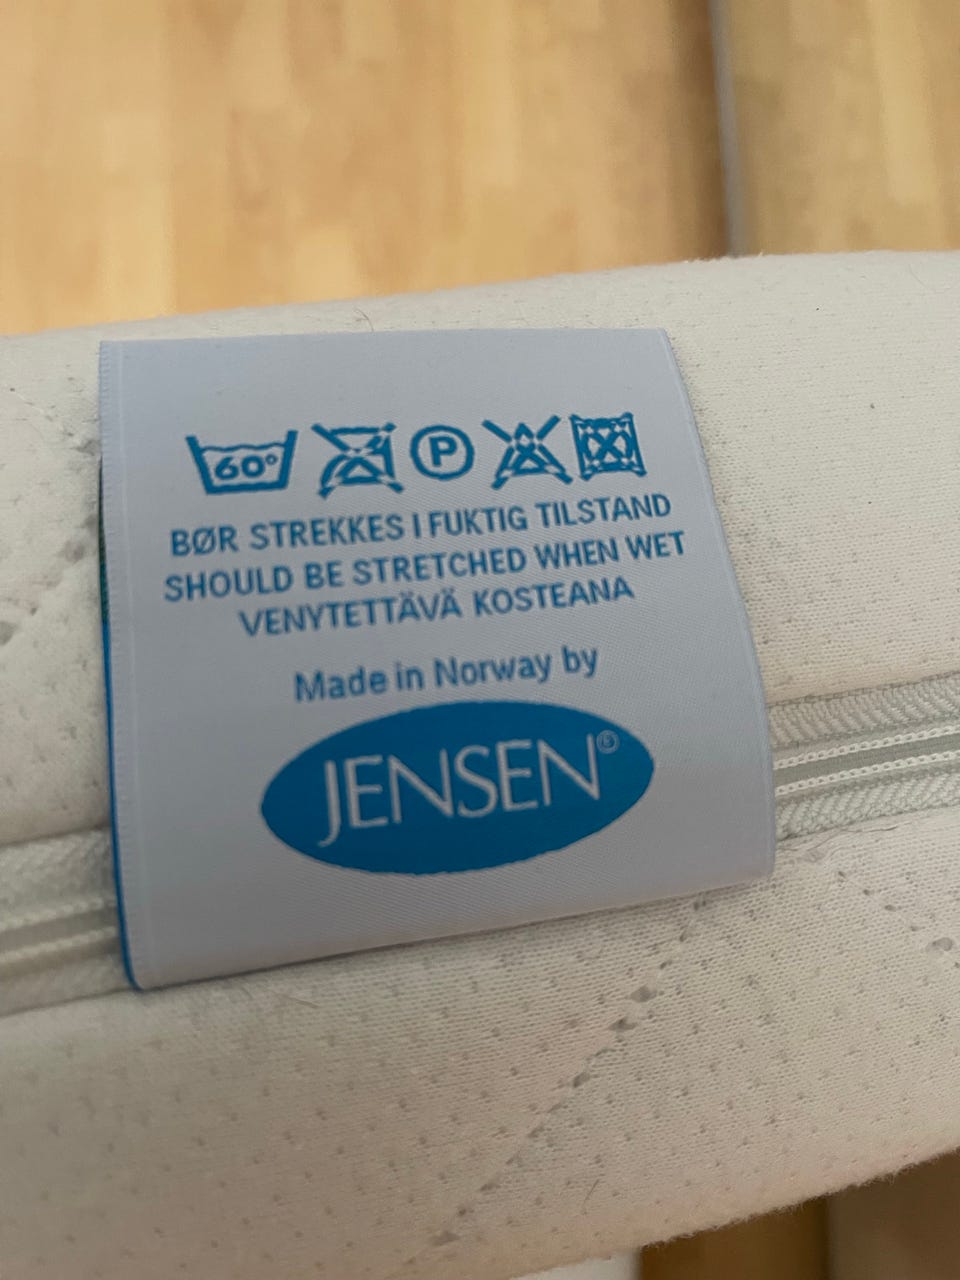 60°
P
BØR STREKKES I FUKTIG TILSTAND
SHOULD BE STRETCHED WHEN WET
VENYTETTÄVÄ KOSTEANA
Made in Norway by
JENSEN